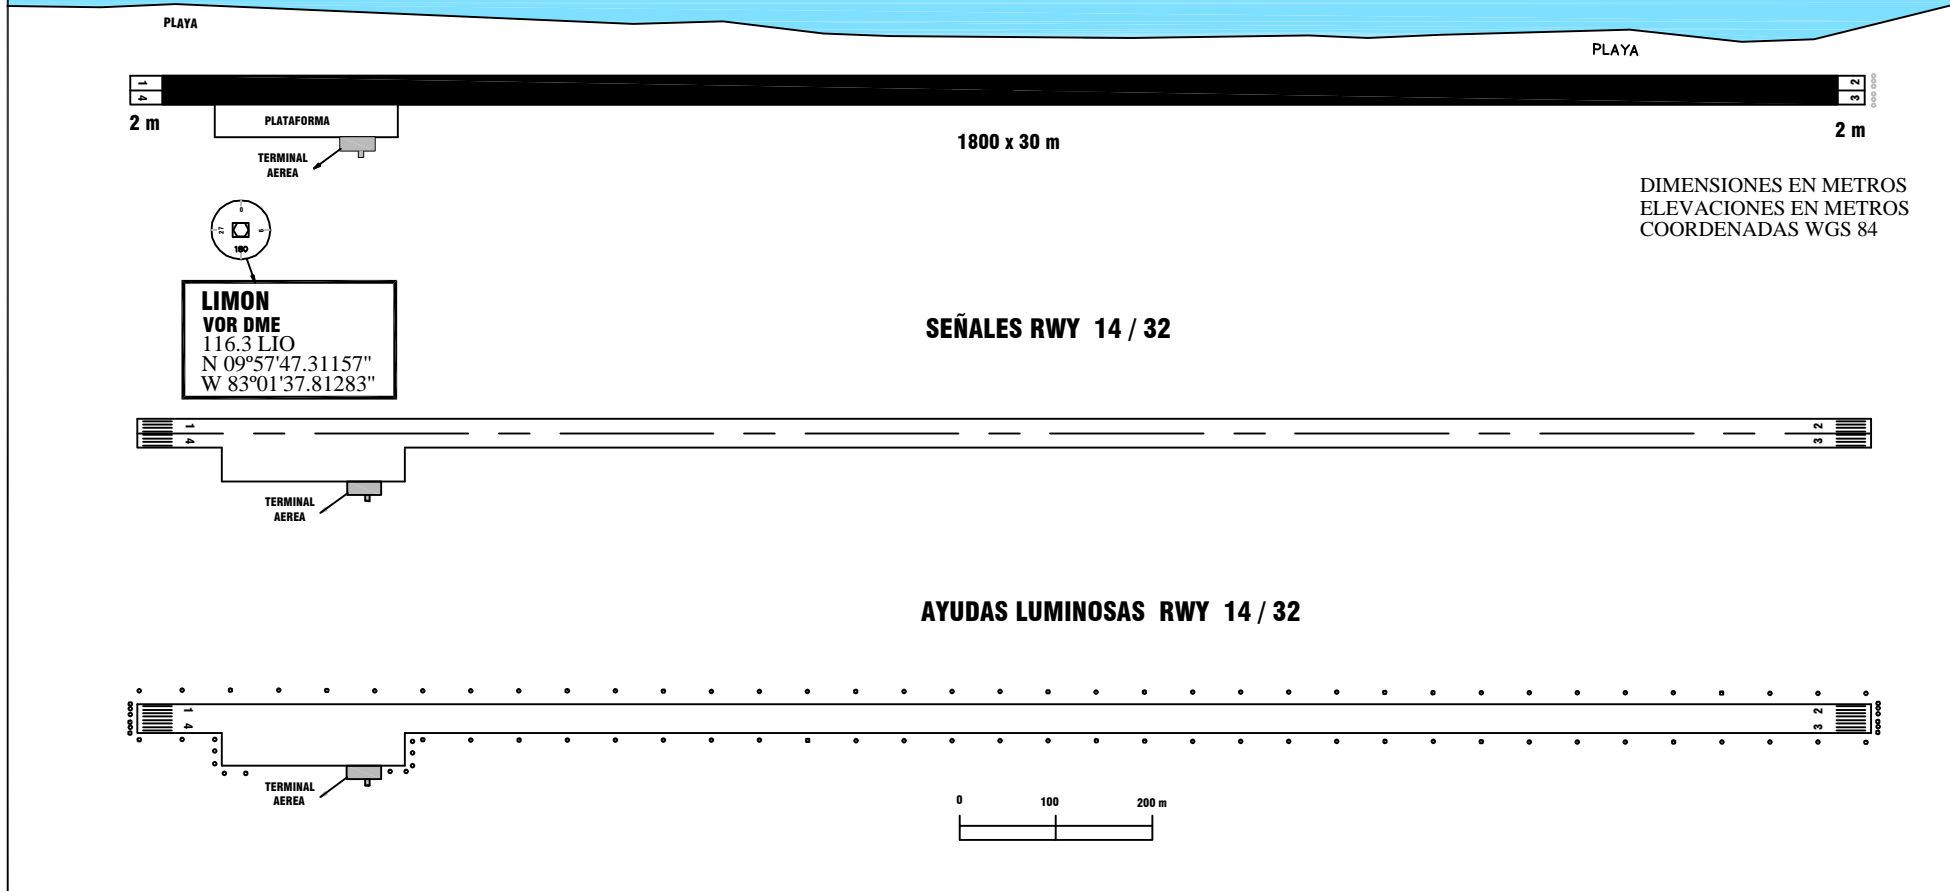 PLAYA
PLAYA
1 2
4 3
PLATAFORMA
2 m
2 m
1800 x 30 m
TERMINAL
AEREA
DIMENSIONES EN METROS
ELEVACIONES EN METROS
COORDENADAS WGS 84
0
27
180
LIMON
VOR DME
116.3 LIO
N 09º57'47.31157"
W 83º01'37.81283"
SEÑALES RWY 14 / 32
1 2
4 3
TERMINAL
AEREA
AYUDAS LUMINOSAS RWY 14 / 32
1 2
4 3
TERMINAL
AEREA
0 100 200 m